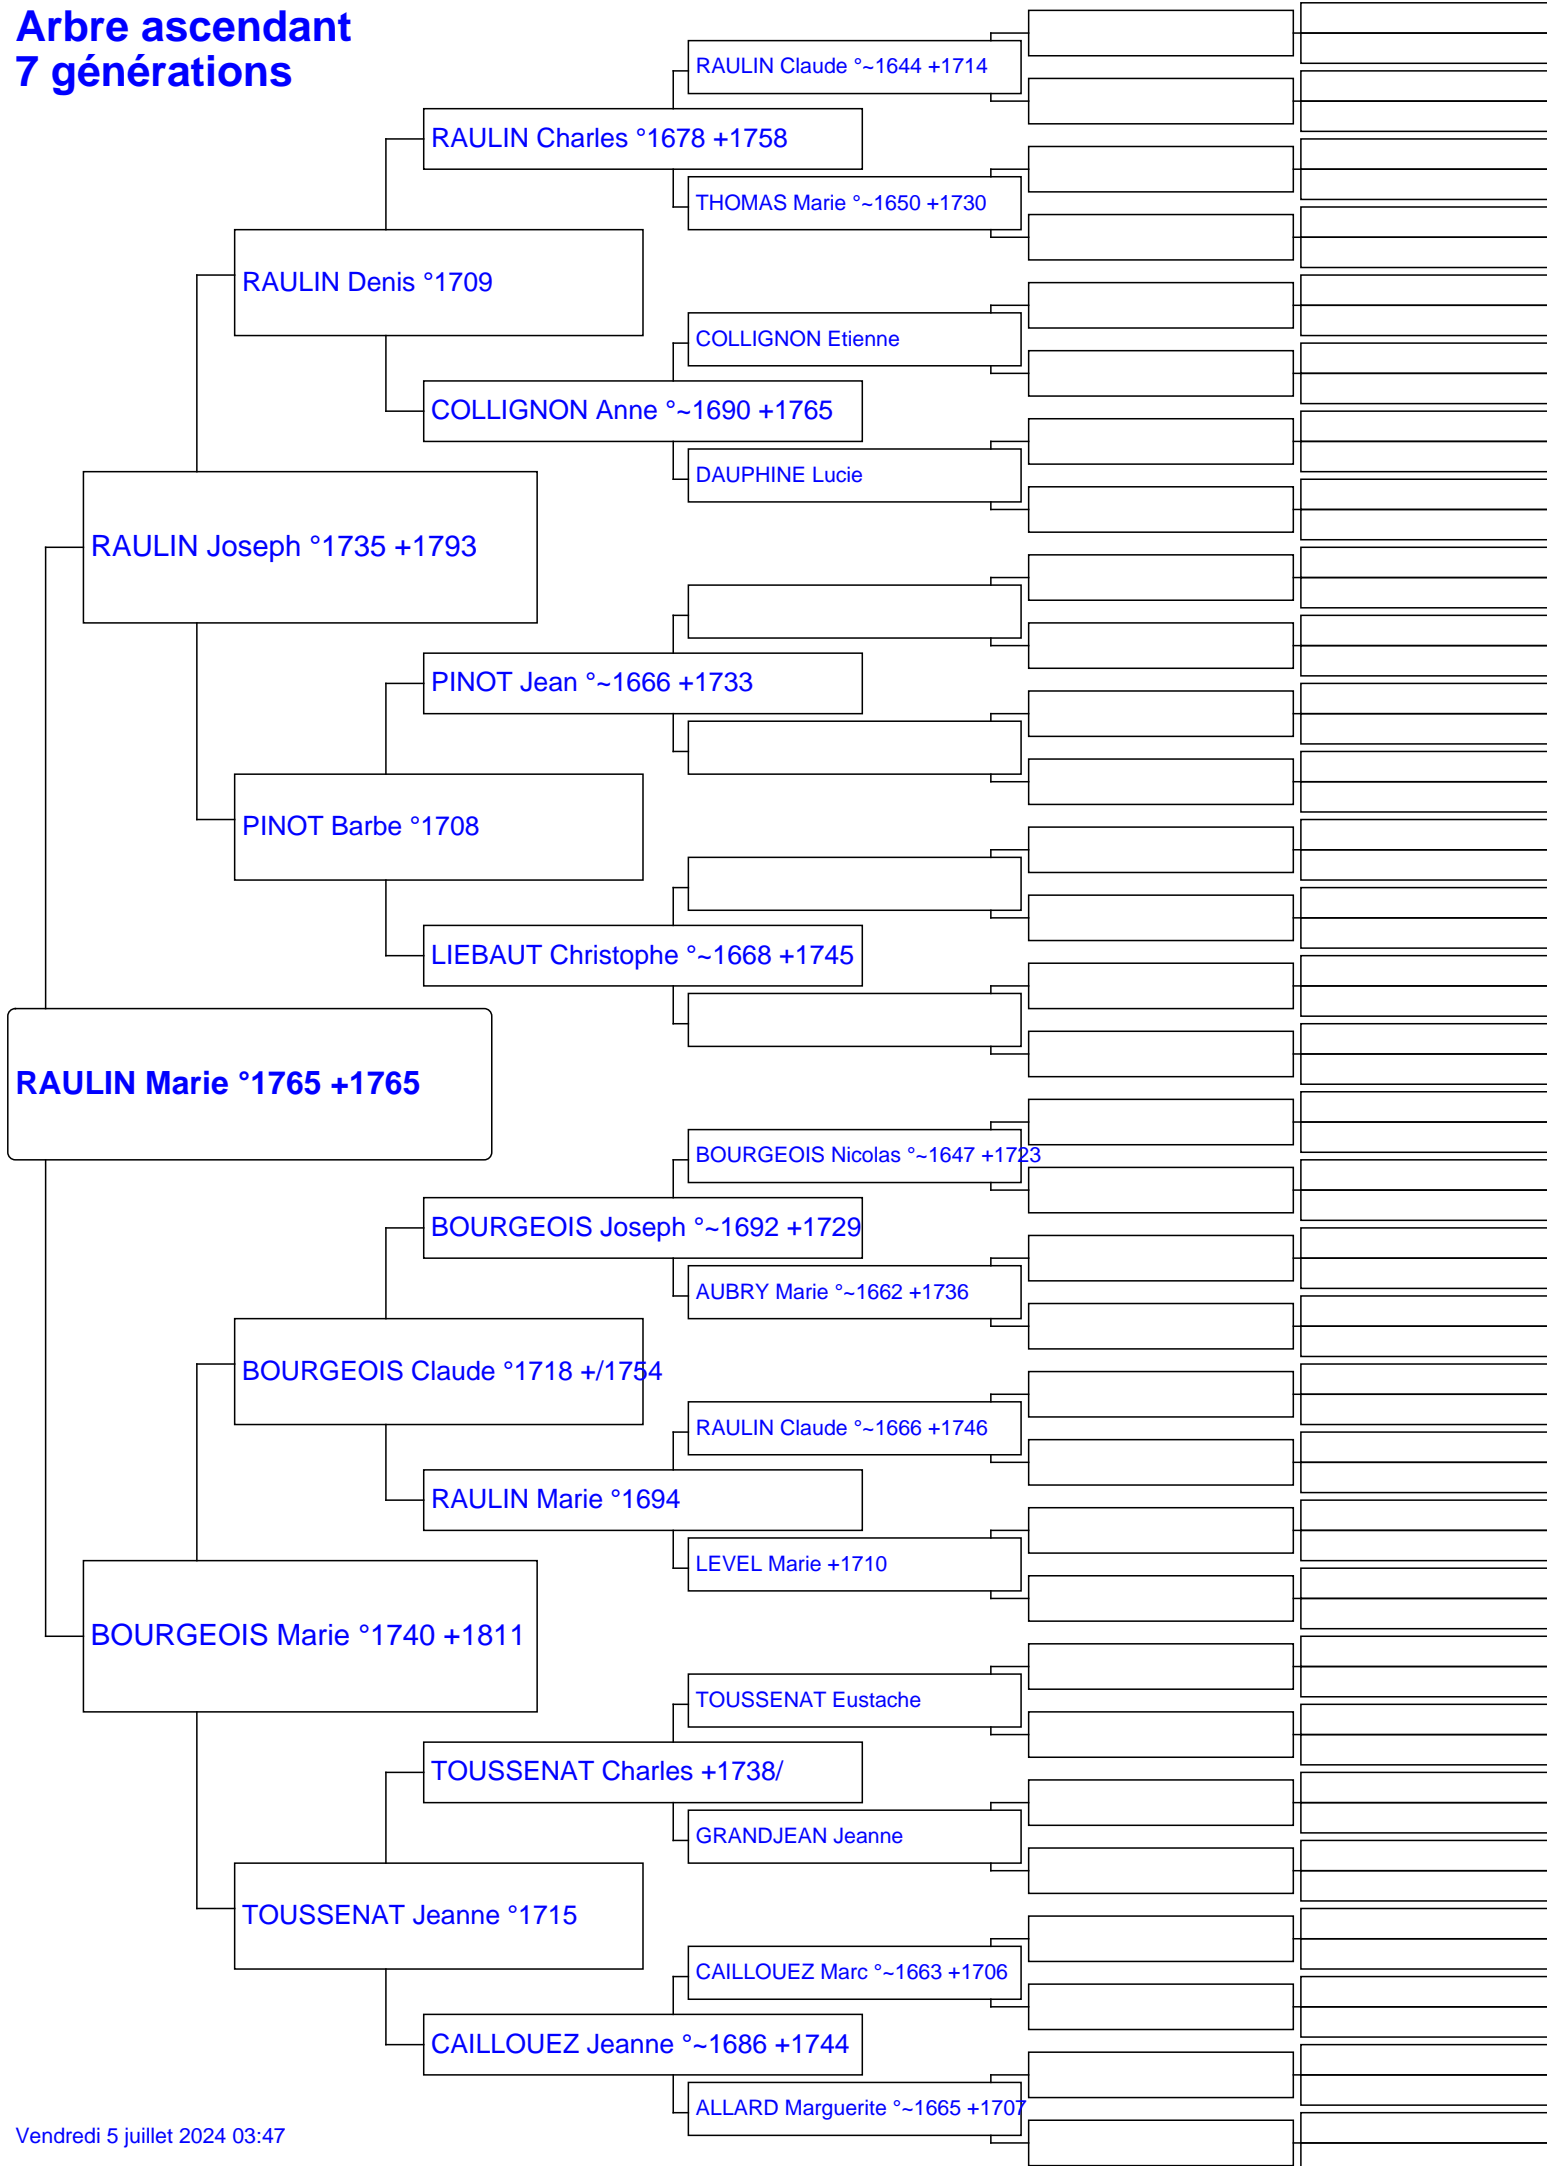 Arbre ascendant
7 générations
RAULIN Claude °~1644 +1714
RAULIN Charles °1678 +1758
THOMAS Marie °~1650 +1730
RAULIN Denis °1709
COLLIGNON Etienne
COLLIGNON Anne °~1690 +1765
DAUPHINE Lucie
RAULIN Joseph °1735 +1793
PINOT Jean °~1666 +1733
PINOT Barbe °1708
LIEBAUT Christophe °~1668 +1745
RAULIN Marie °1765 +1765
BOURGEOIS Nicolas °~1647 +1723
BOURGEOIS Joseph °~1692 +1729
AUBRY Marie °~1662 +1736
BOURGEOIS Claude °1718 +/1754
RAULIN Claude °~1666 +1746
RAULIN Marie °1694
LEVEL Marie +1710
BOURGEOIS Marie °1740 +1811
TOUSSENAT Eustache
TOUSSENAT Charles +1738/
GRANDJEAN Jeanne
TOUSSENAT Jeanne °1715
CAILLOUEZ Marc °~1663 +1706
CAILLOUEZ Jeanne °~1686 +1744
ALLARD Marguerite °~1665 +1707
Vendredi 5 juillet 2024 03:47